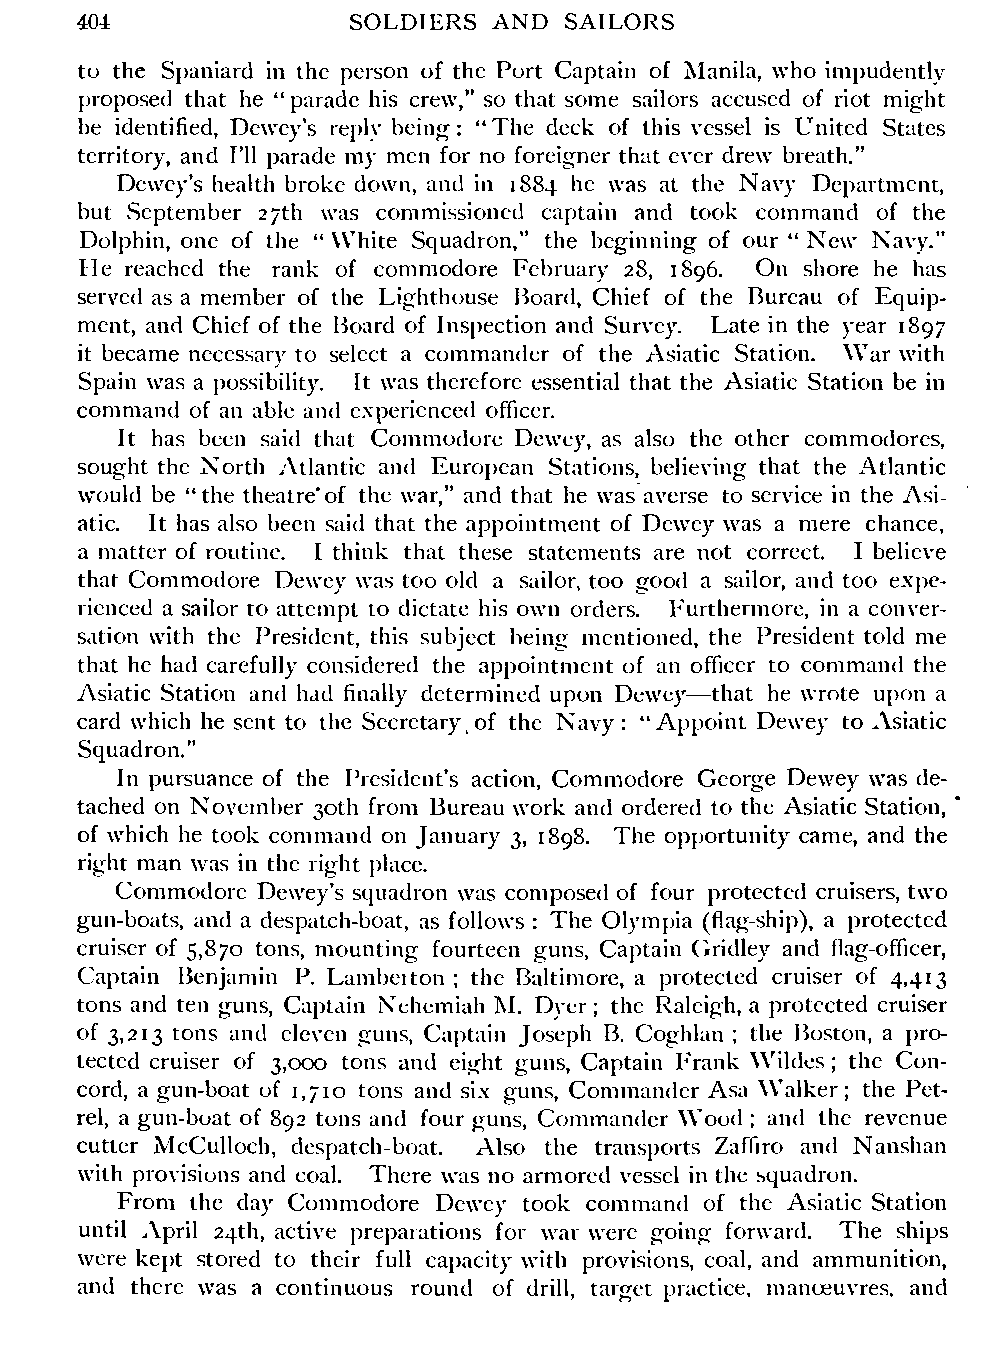 404 SOLDIERS AND SAILORS
to the Spaniard in the person of the Port Captain of Manila, who impudently
proposed that he “parade his crew,” so that some sailors accused of riot might
be identified, Dewey's reply being: “The deck of this vessel is United States
territory, and I'll parade my men for no foreigner that ever drew breath.”
Dewey's health broke down, and in 1884 he was at the Navy Department,
but September 27th was commissioned captain and took command of the
Dolphin, one of the “White Squadron,” the beginning of our “New Navy.”
He reached the rank of commodore February 28, 1896. On shore he has
served as a member of the Lighthouse Board, Chief of the Bureau of Equip-
ment, and Chief of the Board of Inspection and Survey. Late in the year 1897
it became necessary to select a commander of the Asiatic Station. War with
Spain was a possibility. It was therefore essential that the Asiatic Station be in
command of an able and experienced officer.
It has been said that Commodore Dewey, as also the other commodores,
sought the North Atlantic and European Stations, believing that the Atlantic
would be “the theatre of the war,” and that he was averse to service in the Asi-
atic. It has also been said that the appointment of Dewey was a mere chance,
a matter of routine. I think that these statements are not correct. I believe
that Commodore Dewey was too old a sailor, too good a sailor, and too expe-
rienced a sailor to attempt to dictate his own orders. Furthermore, in a conver-
sation with the President, this subject being mentioned, the President told me
that he had carefully considered the appointment of an officer to command the
Asiatic Station and had finally determined upon Dewey—that he wrote upon a
card which he sent to the Secretary of the Navy: “Appoint Dewey to Asiatic
Squadron.”
In pursuance of the President's action, Commodore George Dewey was de-
tached on November 30th from Bureau work and ordered to the Asiatic Station,
of which he took command on January 3, 1898. The opportunity came, and the
right man was in the right place.
Commodore Dewey's squadron was composed of four protected cruisers, two
gun-boats, and a despatch-boat, as follows: The Olympia (flag-ship), a protected
cruiser of 5,870 tons, mounting fourteen guns, Captain Gridley and flag-officer,
Captain Benjamin P. Lamberton; the Baltimore, a protected cruiser of 4,413
tons and ten guns, Captain Nehemiah M. Dyer; the Raleigh, a protected cruiser
of 3,213 tons and eleven guns, Captain Joseph B. Coghlan; the Boston, a pro-
tected cruiser of 3,000 tons and eight guns, Captain Frank Wildes; the Con-
cord, a gun-boat of 1,710 tons and six guns, Commander Asa Walker; the Pet-
rel, a gun-boat of 892 tons and four guns, Commander Wood; and the revenue
cutter McCulloch, despatch-boat. Also the transports Zaffiro and Nanshan
with provisions and coal. There was no armored vessel in the squadron.
From the day Commodore Dewey took command of the Asiatic Station
until April 24th, active preparations for war were going forward. The ships
were kept stored to their full capacity with provisions, coal, and ammunition,
and there was a continuous round of drill, target practice, manœuvres, and